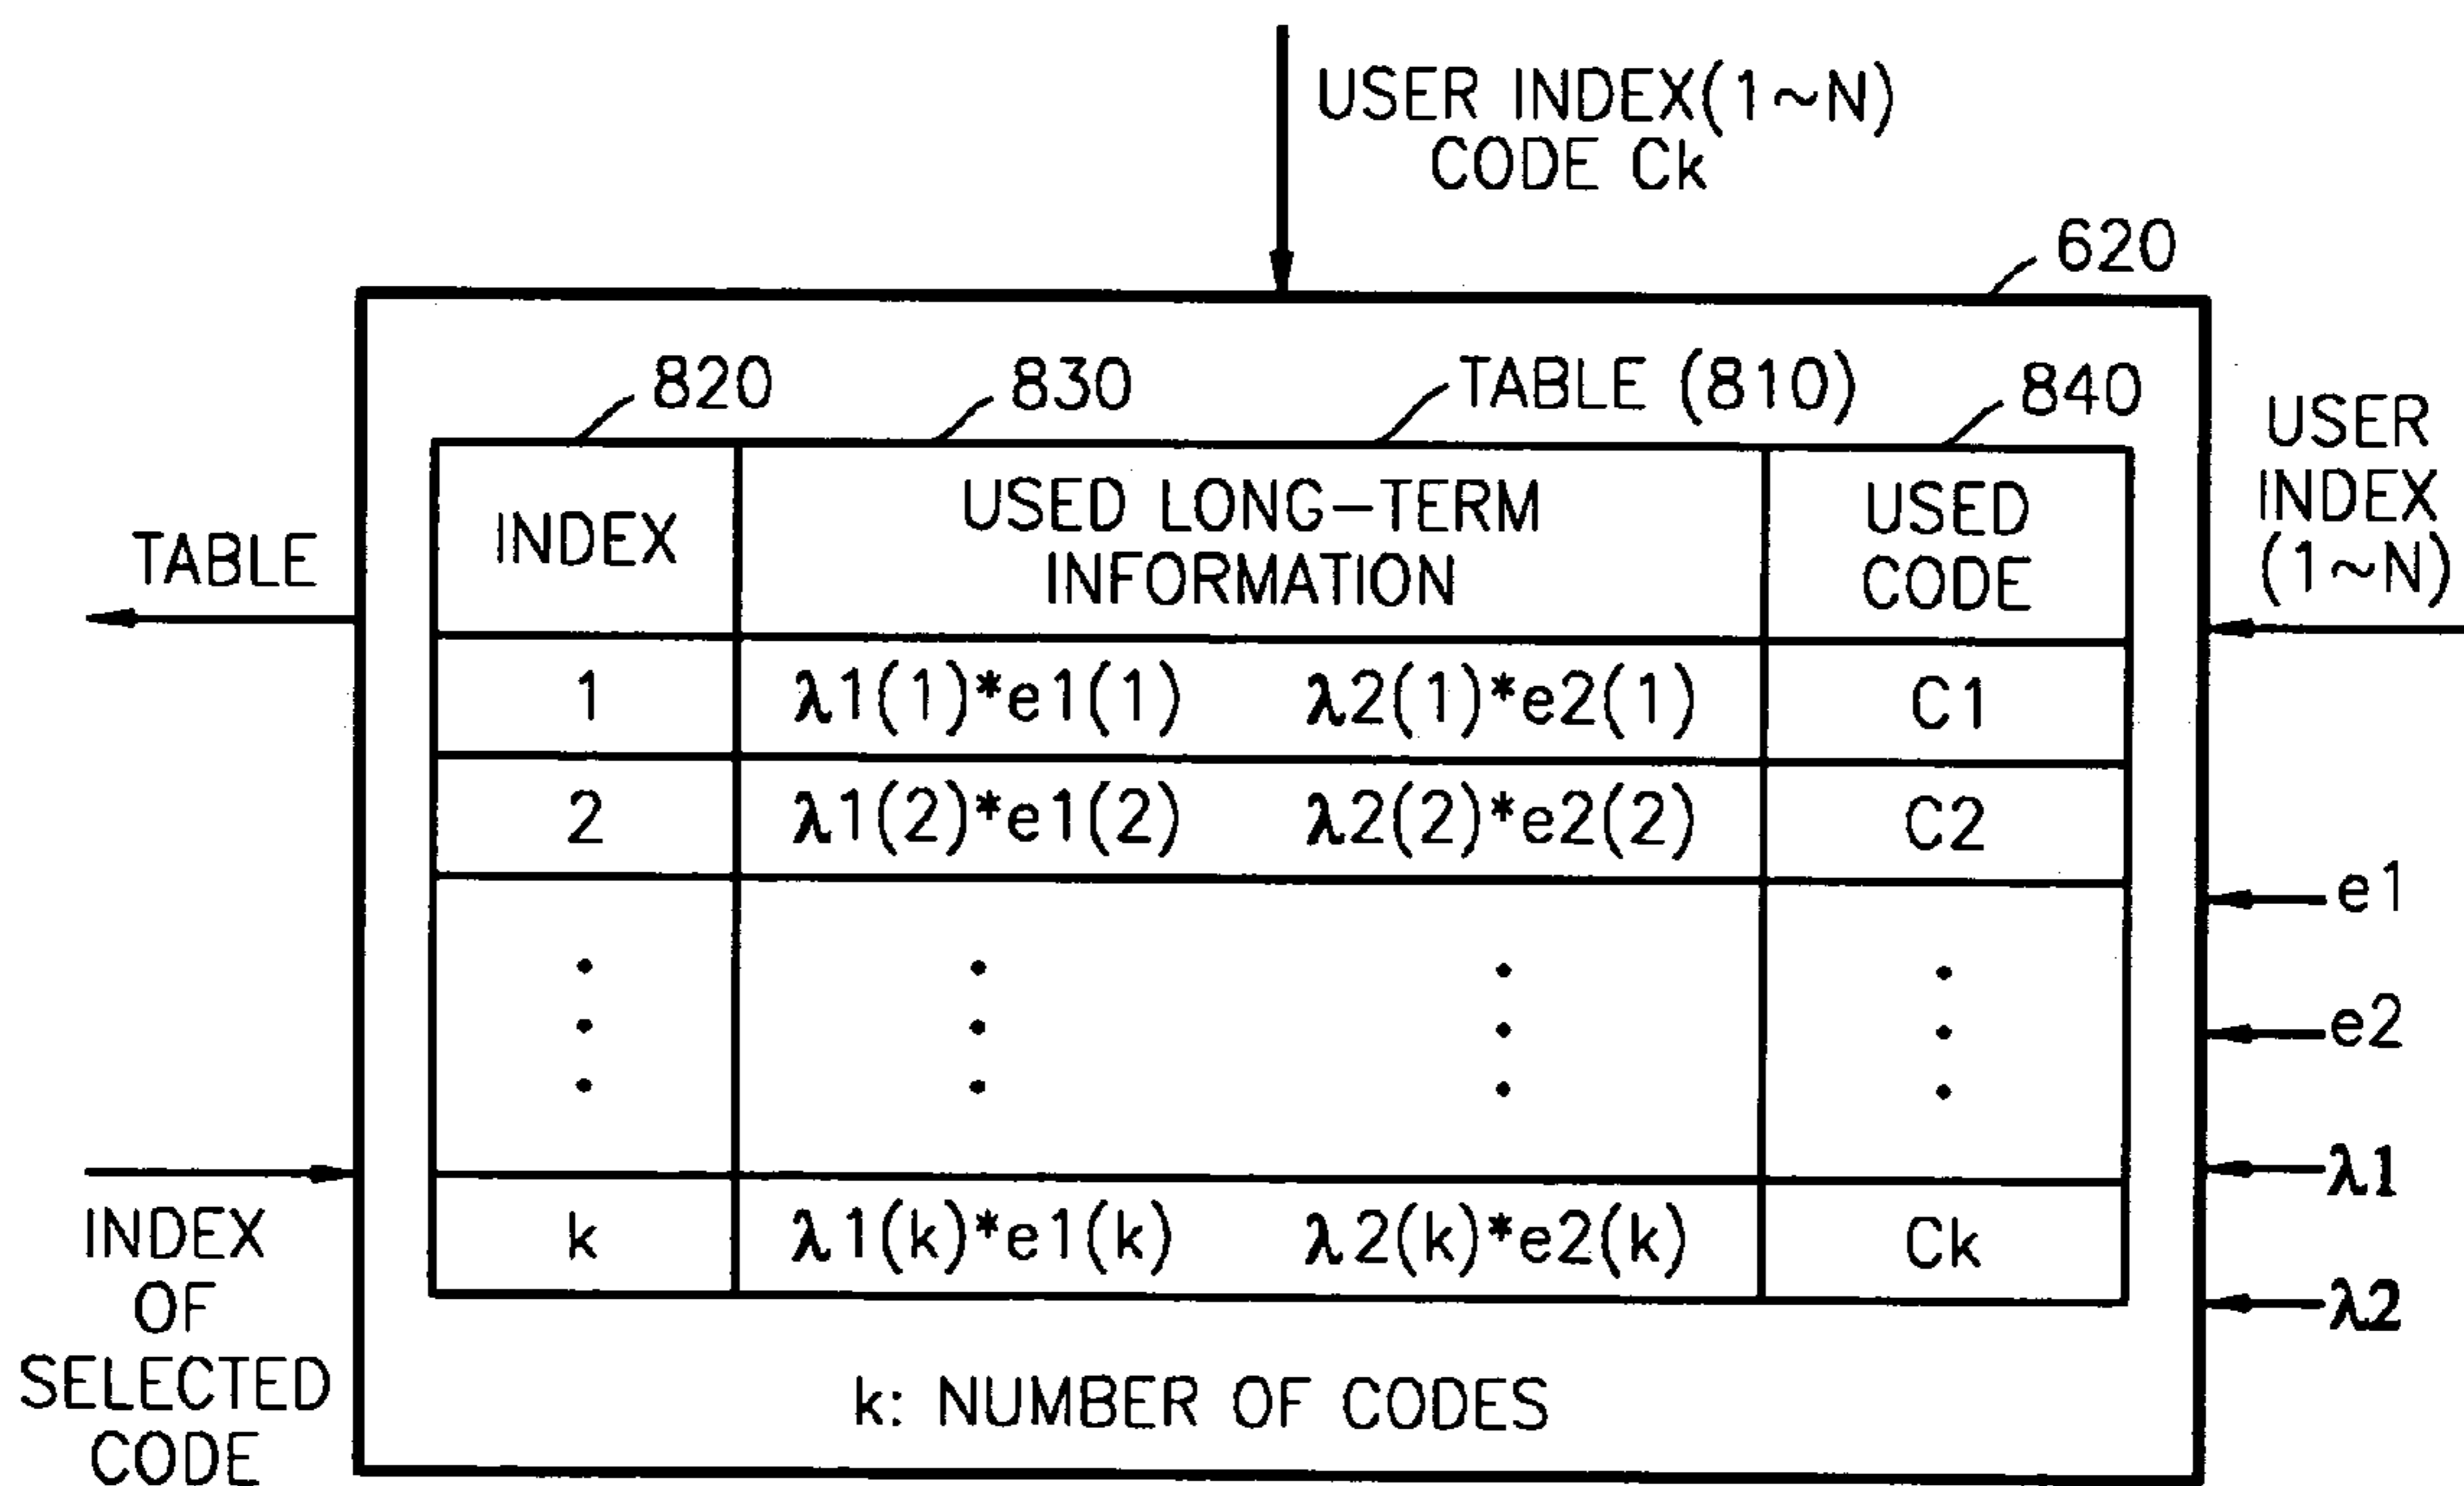 USER INDEX(1~N)
CODE Ck
620
820
830
TABLE (810)
840
USER
INDEX
(1~N)
TABLE
INDEX
USED LONG-TERM
INFORMATION
USED
CODE
1 λ1(1)*e1(1) λ2(1)*e2(1) C1
2 λ1(2)*e1(2) λ2(2)*e2(2) C2
e1
e2
λ1
λ2
k λ1(k)*e1(k) λ2(k)*e2(k) Ck
INDEX
OF
SELECTED
CODE
k: NUMBER OF CODES